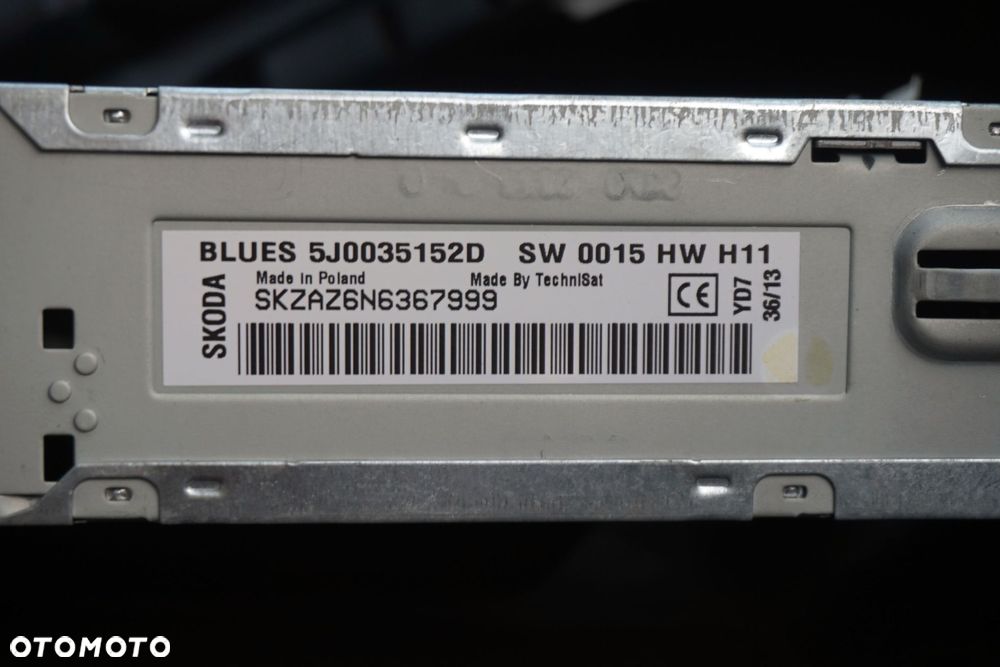 BLUES 5J0035152D SW 0015 HW H11
Made in Poland Made By TechniSat
SKZAZ6N6367999
SKODA
CE
YD7
36/13
OTOMOTO